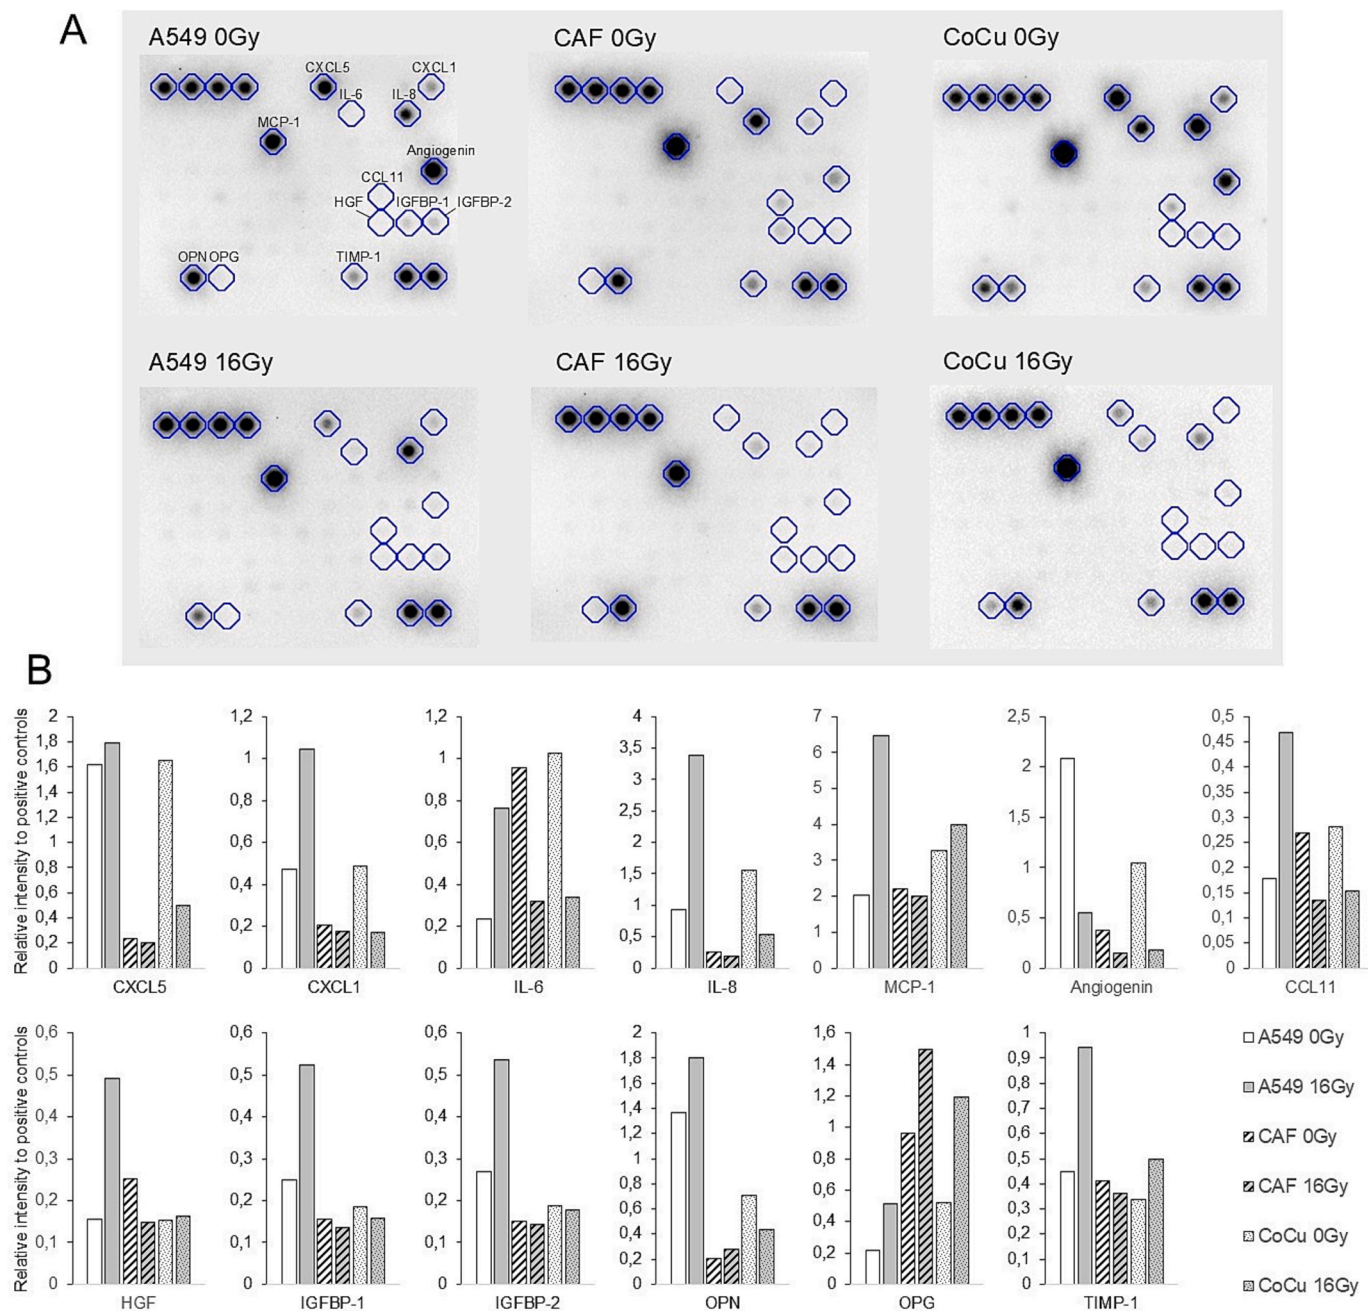 A
A549 0Gy
CAF 0Gy
CoCu 0Gy
CXCL5
CXCL1
IL-6
IL-8
MCP-1
Angiogenin
CCL11
HGF
IGFBP-1
IGFBP-2
OPN
OPG
TIMP-1
A549 16Gy
CAF 16Gy
CoCu 16Gy
B
Relative intensity to positive controls
2
1,8
1,6
1,4
1,2
1
0,8
0,6
0,4
0,2
0
CXCL5
1,2
1
0,8
0,6
0,4
0,2
0
CXCL1
1,2
1
0,8
0,6
0,4
0,2
0
IL-6
4
3,5
3
2,5
2
1,5
1
0,5
0
IL-8
7
6
5
4
3
2
1
0
MCP-1
2,5
2
1,5
1
0,5
0
Angiogenin
0,5
0,45
0,4
0,35
0,3
0,25
0,2
0,15
0,1
0,05
0
CCL11
Relative intensity to positive controls
0,6
0,5
0,4
0,3
0,2
0,1
0
HGF
0,6
0,5
0,4
0,3
0,2
0,1
0
IGFBP-1
0,6
0,5
0,4
0,3
0,2
0,1
0
IGFBP-2
2
1,8
1,6
1,4
1,2
1
0,8
0,6
0,4
0,2
0
OPN
1,6
1,4
1,2
1
0,8
0,6
0,4
0,2
0
OPG
1
0,9
0,8
0,7
0,6
0,5
0,4
0,3
0,2
0,1
0
TIMP-1
A549 0Gy
A549 16Gy
CAF 0Gy
CAF 16Gy
CoCu 0Gy
CoCu 16Gy